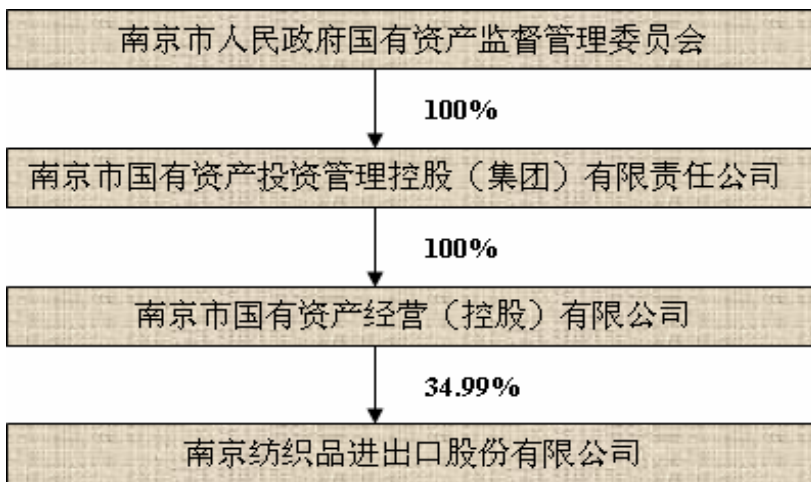 南京市人民政府国有资产监督管理委员会
100%
南京市国有资产投资管理控股（集团）有限责任公司
100%
南京市国有资产经营（控股）有限公司
34.99%
南京纺织品进出口股份有限公司